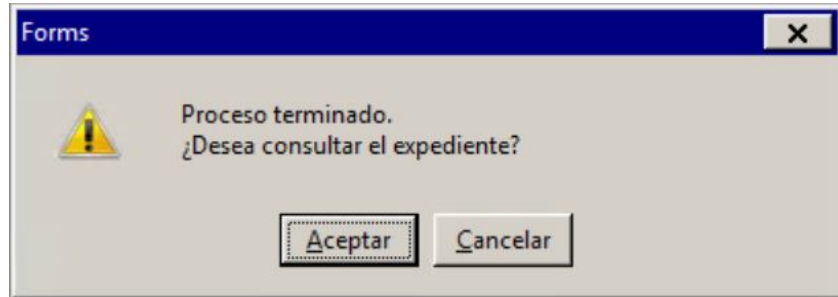 Forms
Proceso terminado.
¿Desea consultar el expediente?
Aceptar
Cancelar